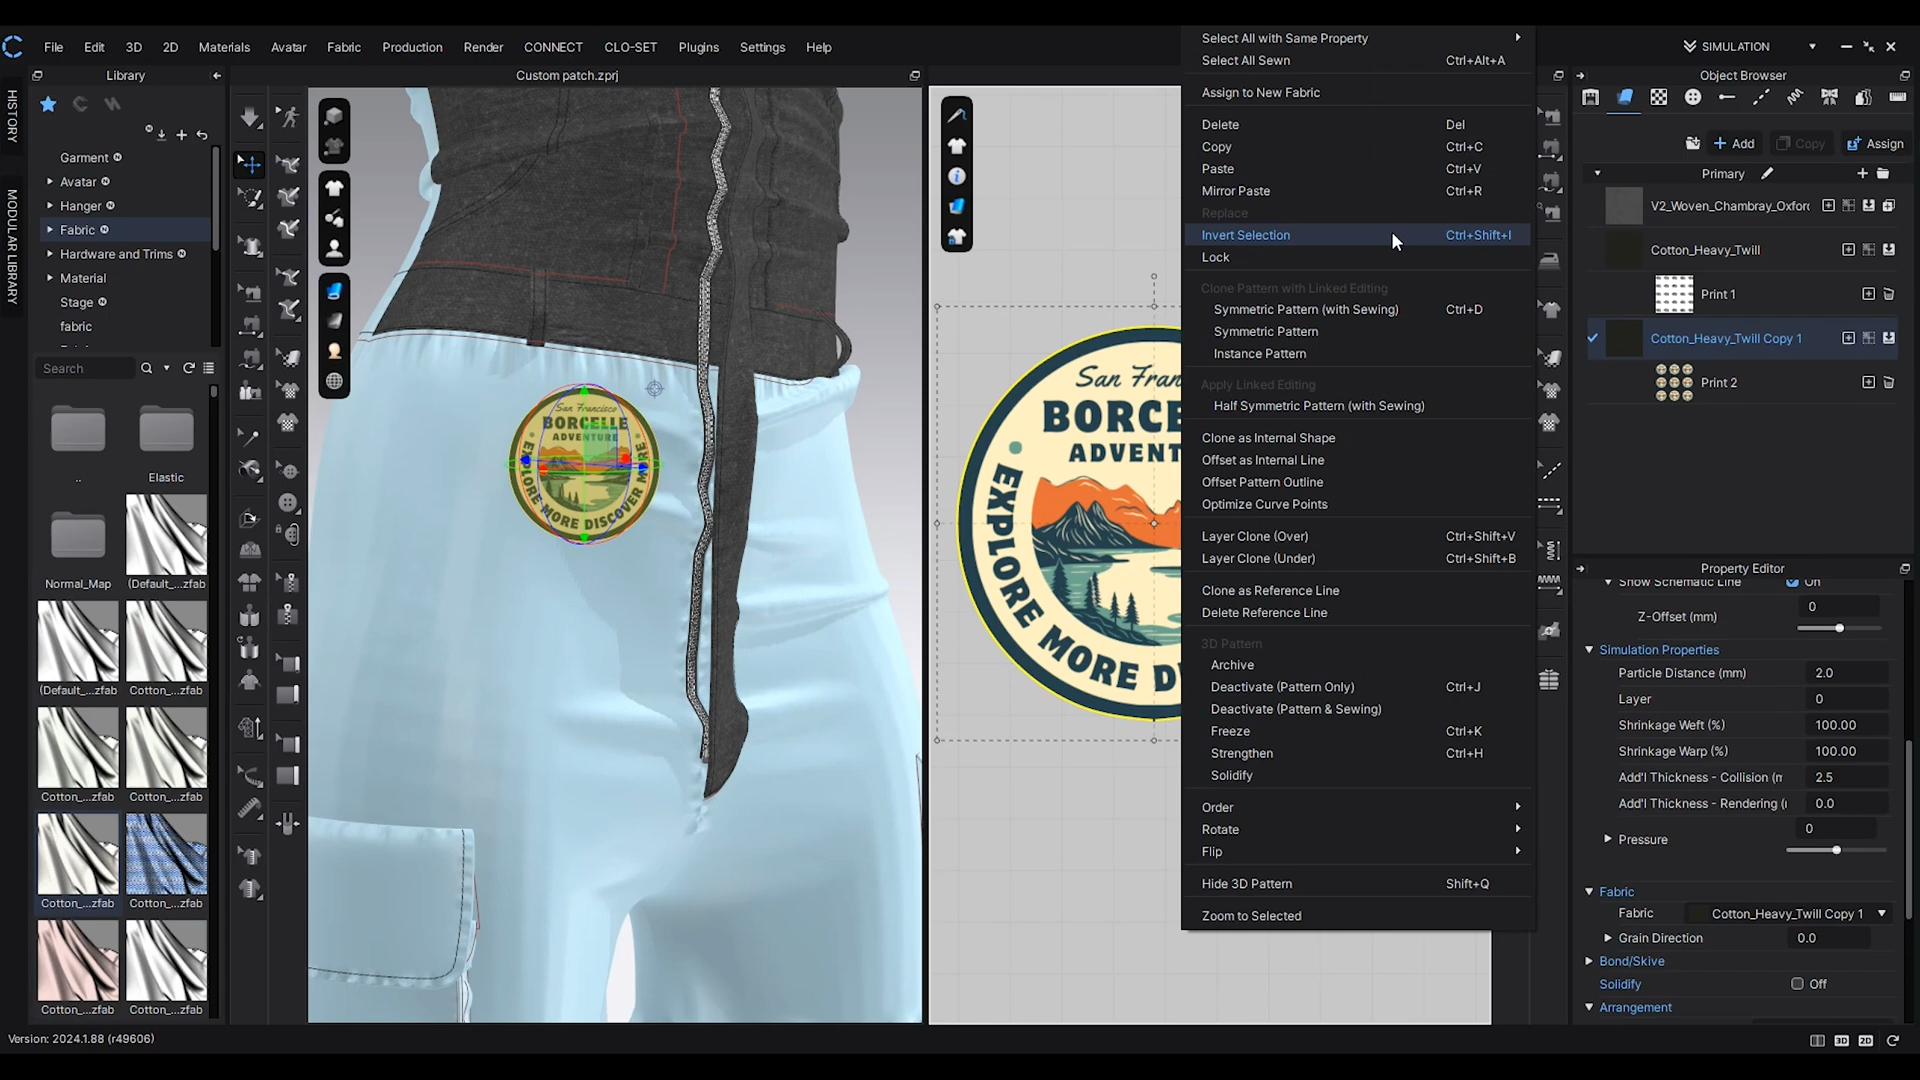 File Edit 3D 2D Materials Avatar Fabric Production Render CONNECT CLO-SET Plugins Settings Help
SIMULATION
HISTORY
MODULAR LIBRARY
Library
Garment
Avatar
Hanger
Fabric
Hardware and Trims
Material
Stage
fabric
Search
..
Elastic
Normal_Map
(Default_...zfab
(Default_...zfab
Cotton_...zfab
Cotton_...zfab
Cotton_...zfab
Cotton_...zfab
Cotton_...zfab
Cotton_...zfab
Cotton_...zfab
Custom patch.zprj
San Francisco
BORCELLE
ADVENTURE
EXPLORE MORE DISCOVER MORE
San Fran
BORCE
ADVENT
EXPLORE MORE D
Select All with Same Property
Select All Sewn Ctrl+Alt+A
Assign to New Fabric
Delete Del
Copy Ctrl+C
Paste Ctrl+V
Mirror Paste Ctrl+R
Replace
Invert Selection Ctrl+Shift+I
Lock
Clone Pattern with Linked Editing
Symmetric Pattern (with Sewing) Ctrl+D
Symmetric Pattern
Instance Pattern
Apply Linked Editing
Half Symmetric Pattern (with Sewing)
Clone as Internal Shape
Offset as Internal Line
Offset Pattern Outline
Optimize Curve Points
Layer Clone (Over) Ctrl+Shift+V
Layer Clone (Under) Ctrl+Shift+B
Clone as Reference Line
Delete Reference Line
3D Pattern
Archive
Deactivate (Pattern Only) Ctrl+J
Deactivate (Pattern & Sewing)
Freeze Ctrl+K
Strengthen Ctrl+H
Solidify
Order
Rotate
Flip
Hide 3D Pattern Shift+Q
Zoom to Selected
Object Browser
Add Copy Assign
Primary
V2_Woven_Chambray_Oxford
Cotton_Heavy_Twill
Print 1
Cotton_Heavy_Twill Copy 1
Print 2
Property Editor
Show Schematic Line On
Z-Offset (mm) 0
Simulation Properties
Particle Distance (mm) 2.0
Layer 0
Shrinkage Weft (%) 100.00
Shrinkage Warp (%) 100.00
Add'l Thickness - Collision (m 2.5
Add'l Thickness - Rendering (i 0.0
Pressure 0
Fabric
Fabric Cotton_Heavy_Twill Copy 1
Grain Direction 0.0
Bond/Skive
Solidify Off
Arrangement
Version: 2024.1.88 (r49606)
3D 2D